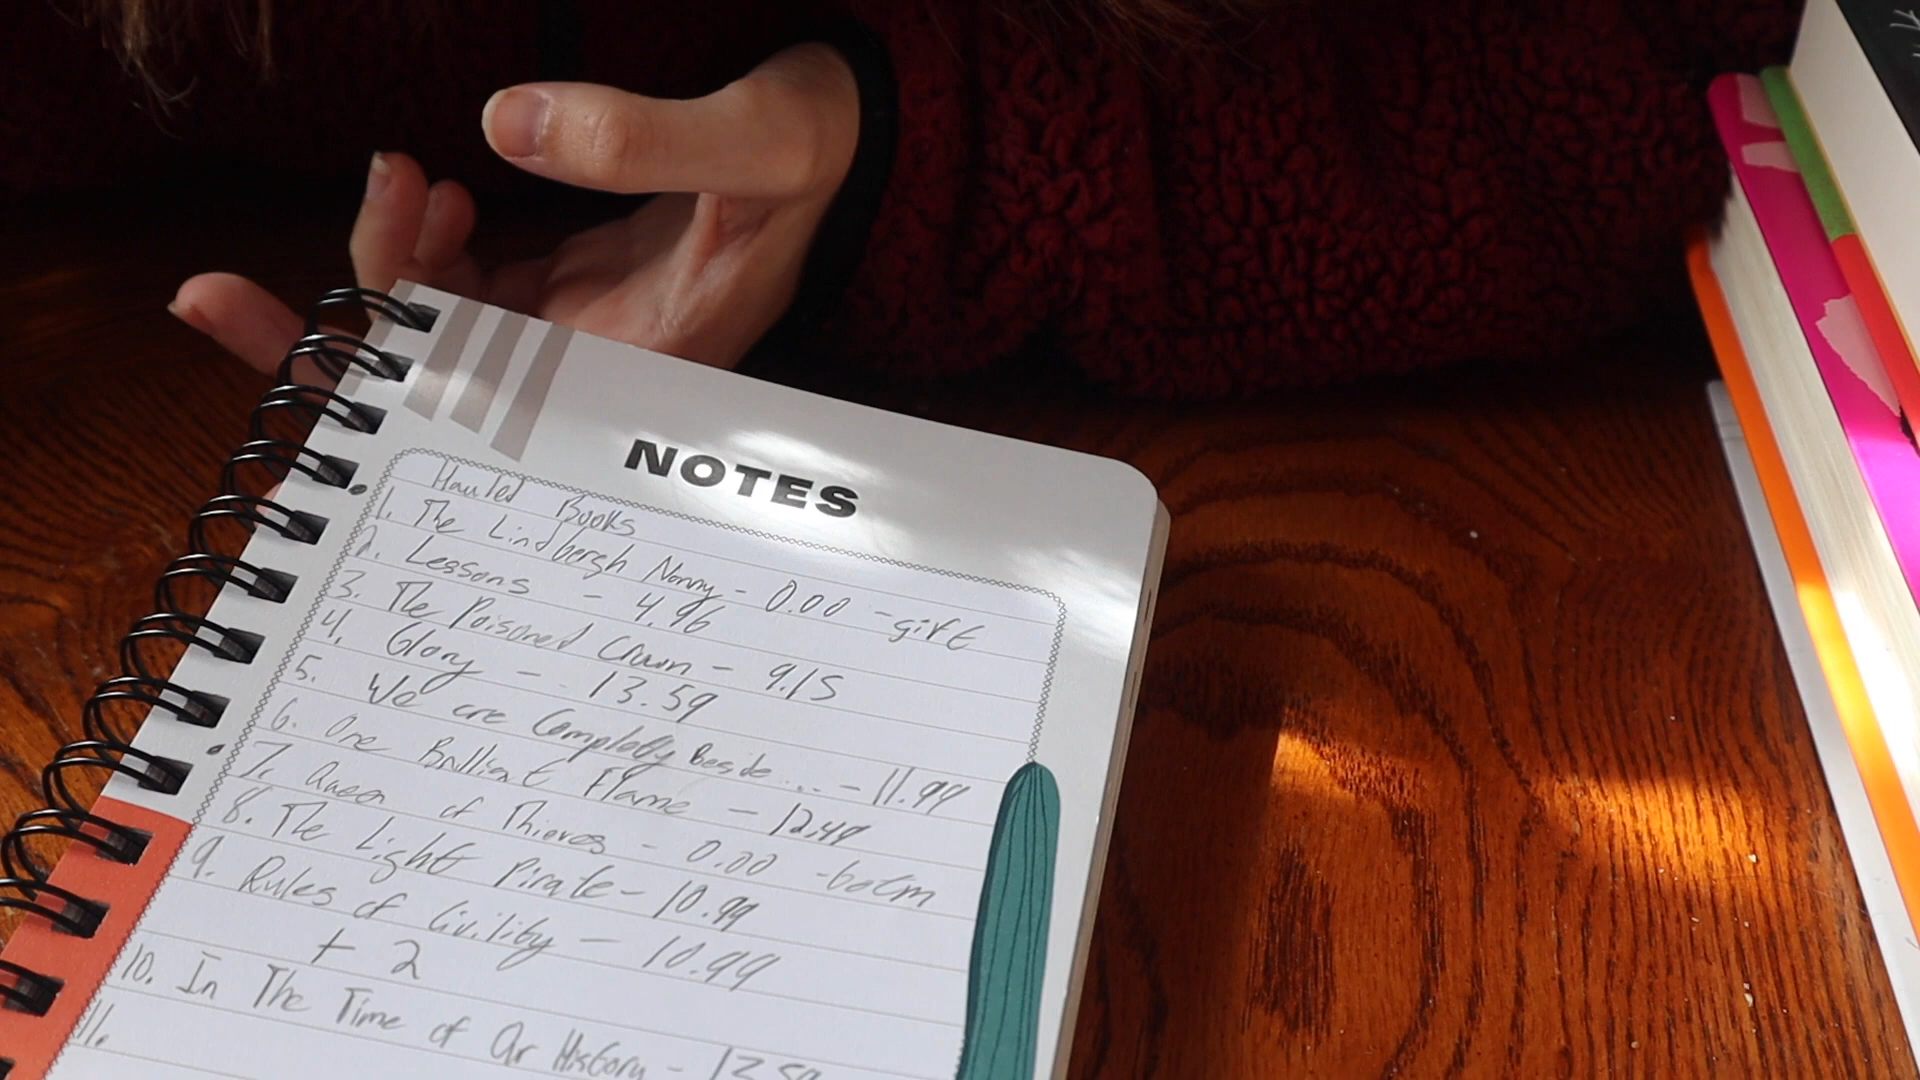 NOTES
Hauled Books
1. The Lindbergh Nanny - 0.00 - gift
2. Lessons - 4.96
3. The Poisoned Crown - 9.15
4. Glory - 13.59
5. We are Completely Beside... - 11.99
6. One Brilliant Flame - 12.49
7. Queen of Thieves - 0.00 - botm
8. The Light Pirate - 10.99
9. Rules of Civility - 10.99
+ 2
10. In The Time of Our History -
11.